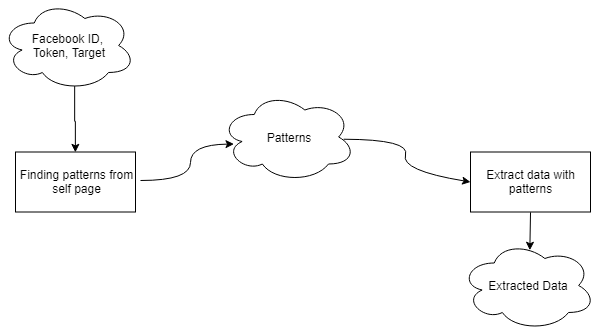 Facebook ID,
Token, Target
Patterns
Finding patterns from
self page
Extract data with
patterns
Extracted Data